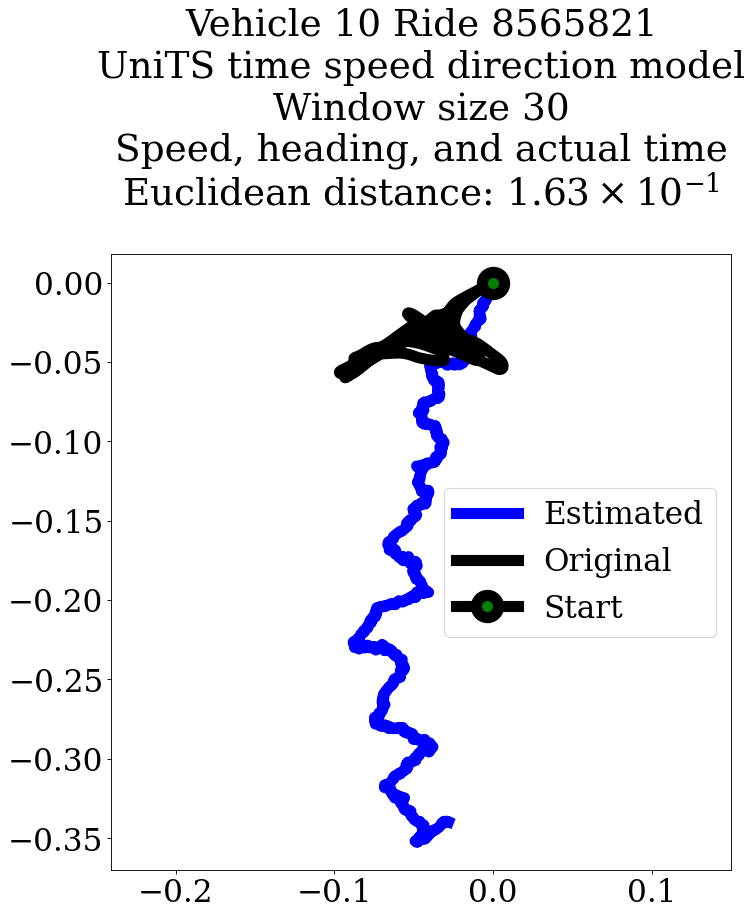 Vehicle 10 Ride 8565821
UniTS time speed direction model
Window size 30
Speed, heading, and actual time
Euclidean distance: 1.63 × 10⁻¹
0.00
−0.05
−0.10
−0.15
−0.20
−0.25
−0.30
−0.35
Estimated
Original
Start
−0.2
−0.1
0.0
0.1